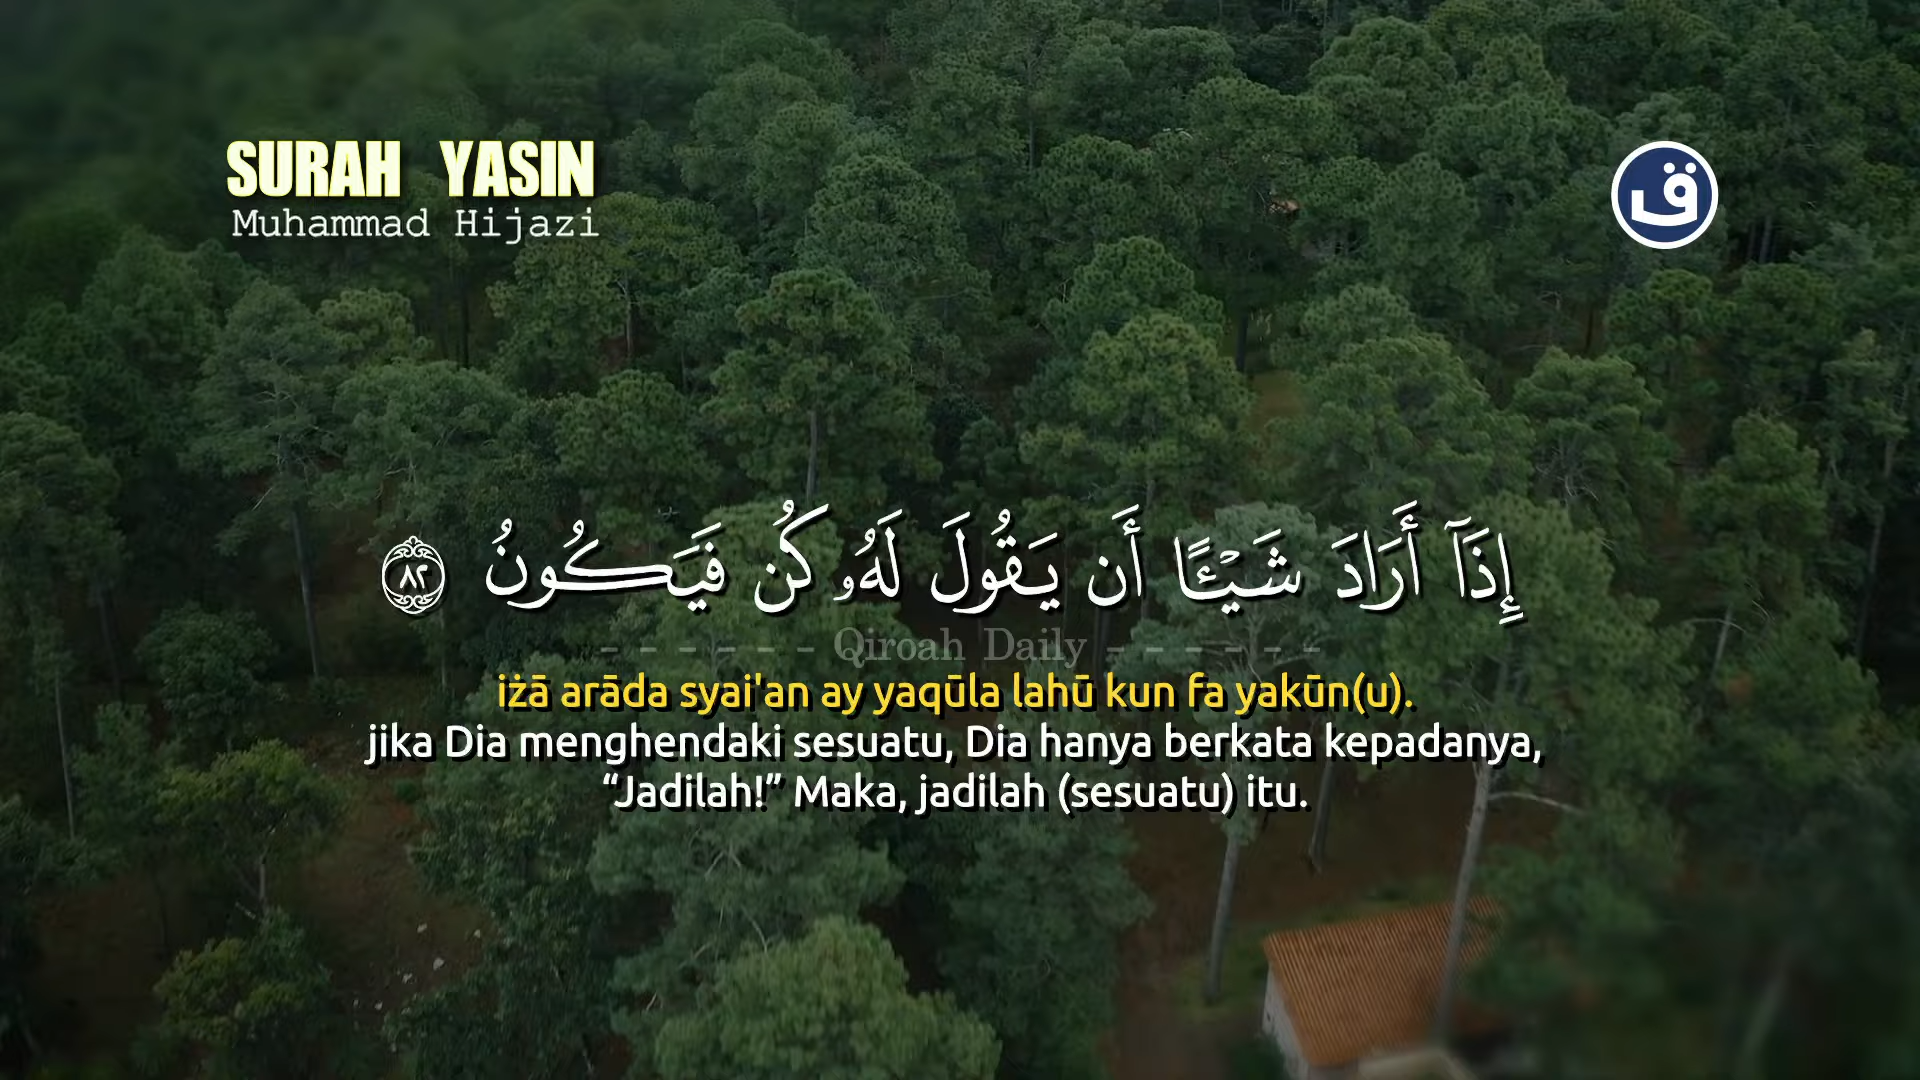 SURAH YASIN
Muhammad Hijazi
ق
إِذَآ أَرَادَ شَيْـًٔا أَن يَقُولَ لَهُۥ كُن فَيَكُونُ ٨٢
- - - - - - Qiroah Daily - - - - - -
iżā arāda syai'an ay yaqūla lahū kun fa yakūn(u).
jika Dia menghendaki sesuatu, Dia hanya berkata kepadanya,
“Jadilah!” Maka, jadilah (sesuatu) itu.